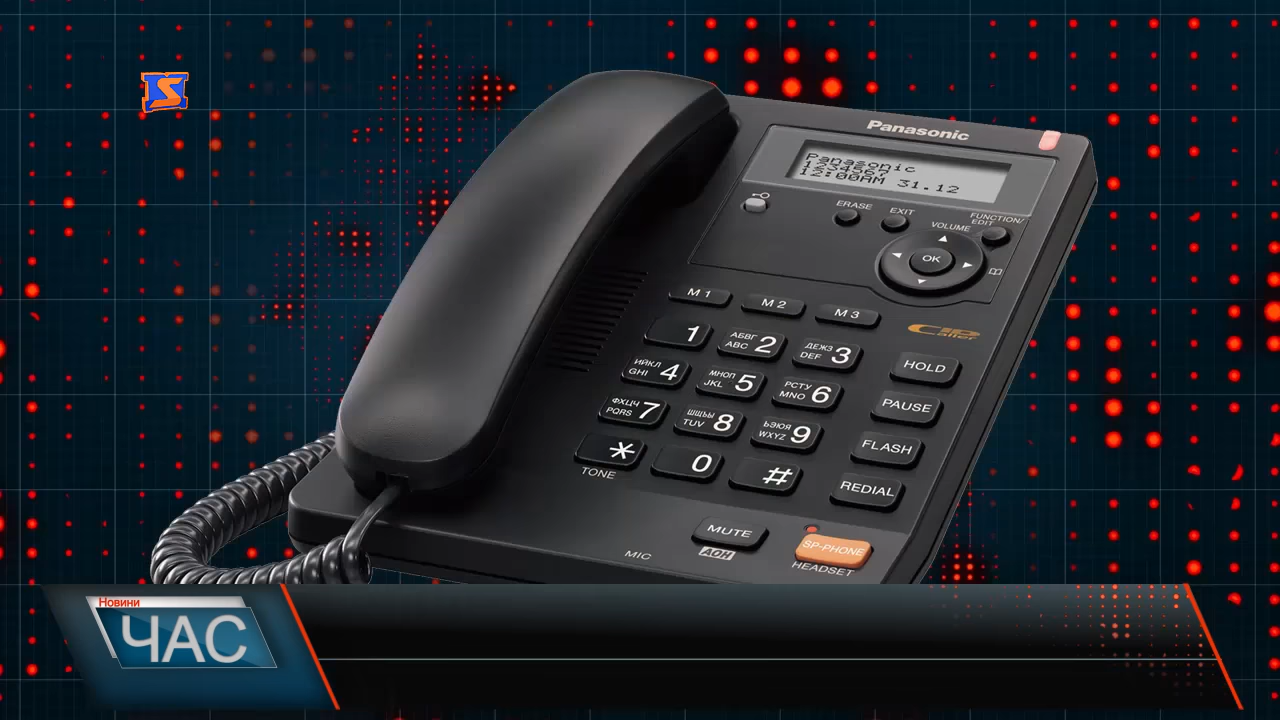 Panasonic
Panasonic
12:00AM 31.12
ERASE
EXIT
FUNCTION/
EDIT
VOLUME
OK
M 1
M 2
M 3
1
АБВГ
ABC 2
ДЕЖЗ
DEF 3
Caller
HOLD
ИЙКЛ
GHI 4
МНОП
JKL 5
РСТУ
MNO 6
PAUSE
ФХЦЧ
PQRS 7
ШЩЪЫ
TUV 8
ЬЭЮЯ
WXYZ 9
FLASH
*
TONE
0
#
REDIAL
MUTE
АОН
MIC
SP-PHONE
HEADSET
Новини
ЧАС
S